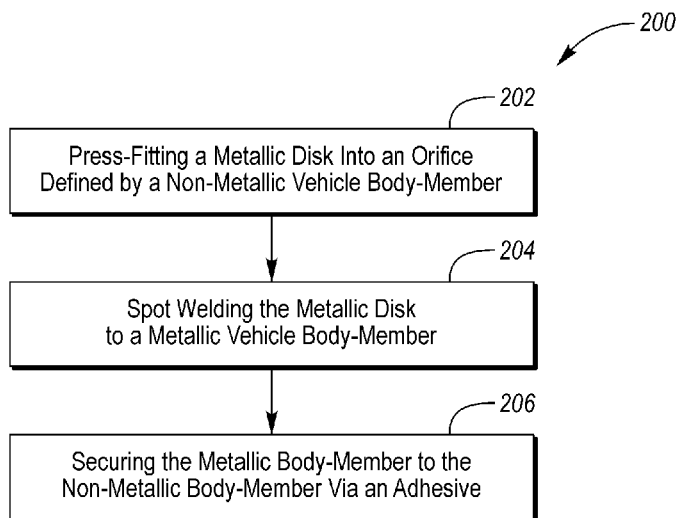 200
202
Press-Fitting a Metallic Disk Into an Orifice
Defined by a Non-Metallic Vehicle Body-Member
204
Spot Welding the Metallic Disk
to a Metallic Vehicle Body-Member
206
Securing the Metallic Body-Member to the
Non-Metallic Body-Member Via an Adhesive